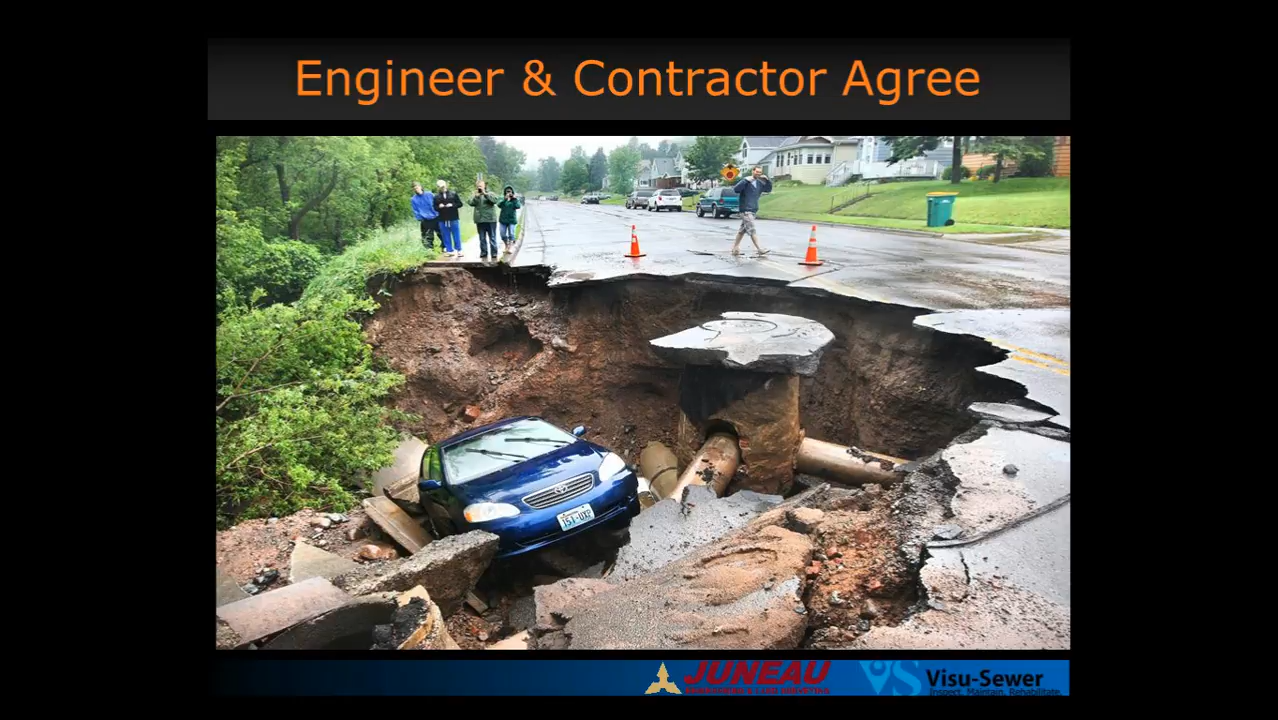 Engineer & Contractor Agree
JUNEAU
Visu-Sewer
Inspect. Maintain. Rehabilitate.